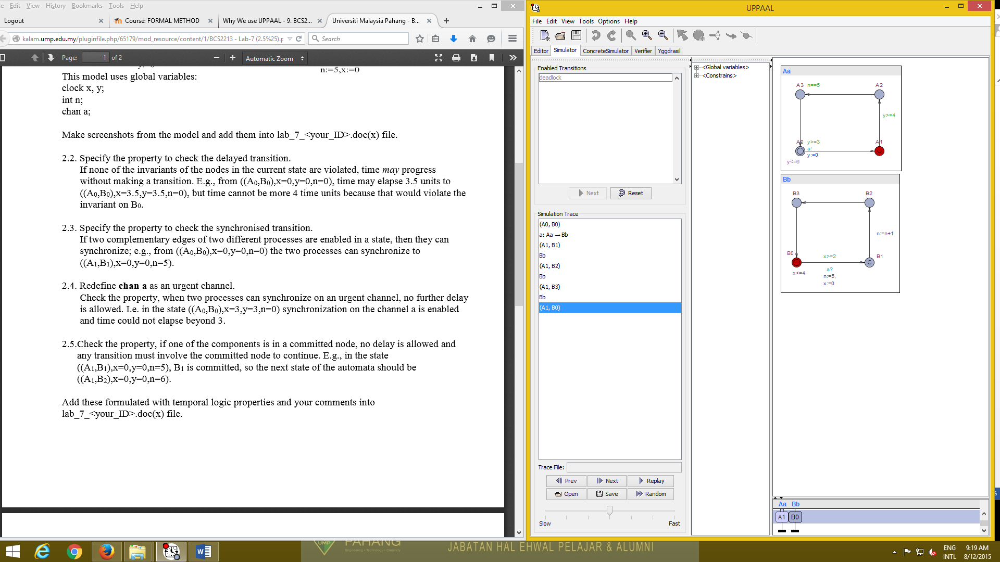 e Edit View History Bookmarks Tools Help
Logout
Course: FORMAL METHOD
Why We use UPPAAL - 9. BCS2...
Universiti Malaysia Pahang - B...
kalam.ump.edu.my/pluginfile.php/65179/mod_resource/content/1/BCS2213 - Lab-7 (2.5%25).p
Search
Page: 1 of 2
Automatic Zoom
n:=5,x:=0
This model uses global variables:
clock x, y;
int n;
chan a;
Make screenshots from the model and add them into lab_7_<your_ID>.doc(x) file.
2.2. Specify the property to check the delayed transition.
If none of the invariants of the nodes in the current state are violated, time may progress
without making a transition. E.g., from ((A0,B0),x=0,y=0,n=0), time may elapse 3.5 units to
((A0,B0),x=3.5,y=3.5,n=0), but time cannot be more 4 time units because that would violate the
invariant on B0.
2.3. Specify the property to check the synchronised transition.
If two complementary edges of two different processes are enabled in a state, then they can
synchronize; e.g., from ((A0,B0),x=0,y=0,n=0) the two processes can synchronize to
((A1,B1),x=0,y=0,n=5).
2.4. Redefine chan a as an urgent channel.
Check the property, when two processes can synchronize on an urgent channel, no further delay
is allowed. I.e. in the state ((A0,B0),x=3,y=3,n=0) synchronization on the channel a is enabled
and time could not elapse beyond 3.
2.5.Check the property, if one of the components is in a committed node, no delay is allowed and
any transition must involve the committed node to continue. E.g., in the state
((A1,B1),x=0,y=0,n=5), B1 is committed, so the next state of the automata should be
((A1,B2),x=0,y=0,n=6).
Add these formulated with temporal logic properties and your comments into
lab_7_<your_ID>.doc(x) file.
UPPAAL
File Edit View Tools Options Help
Editor Simulator ConcreteSimulator Verifier Yggdrasil
Enabled Transitions
deadlock
Next
Reset
Simulation Trace
(A0, B0)
a: Aa → Bb
(A1, B1)
Bb
(A1, B2)
Bb
(A1, B3)
Bb
(A1, B0)
Trace File:
Prev Next Replay
Open Save Random
Slow Fast
<Global variables>
<Constrains>
Aa
A3 n==5 A2
y>=4
A0 y>=3 A1
a!
y:=0
y<=6
Bb
B3 B2
n:=n+1
B0 x>=2 B1
C
x<=4 a?
n:=5,
x:=0
Aa Bb
A1 B0
UMP PAHANG
Engineering • Technology • Creativity
JABATAN HAL EHWAL PELAJAR & ALUMNI
ENG
INTL
9:19 AM
8/12/2015